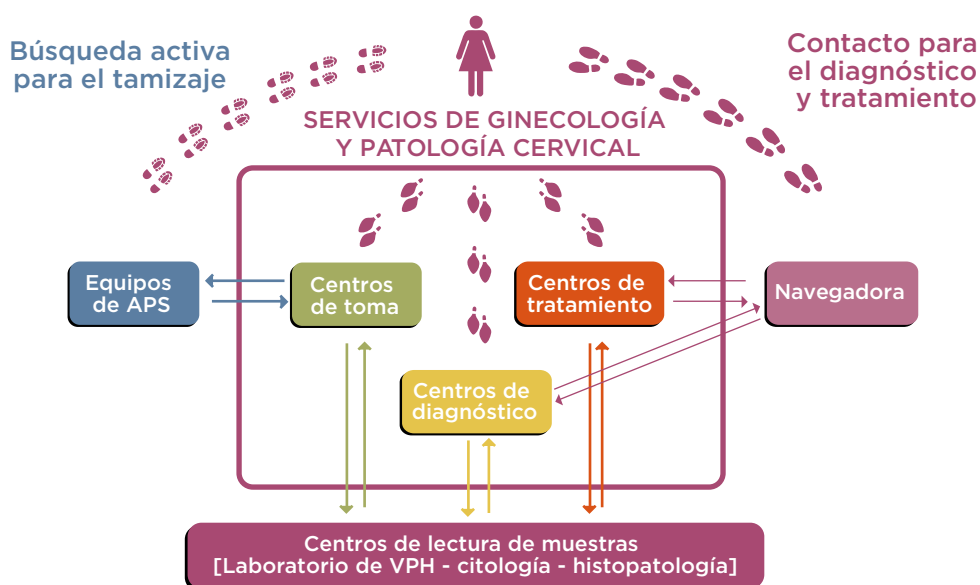 Búsqueda activa
para el tamizaje
Contacto para
el diagnóstico
y tratamiento
SERVICIOS DE GINECOLOGÍA
Y PATOLOGÍA CERVICAL
Equipos
de APS
Centros
de toma
Centros de
tratamiento
Navegadora
Centros de
diagnóstico
Centros de lectura de muestras
[Laboratorio de VPH - citología - histopatología]